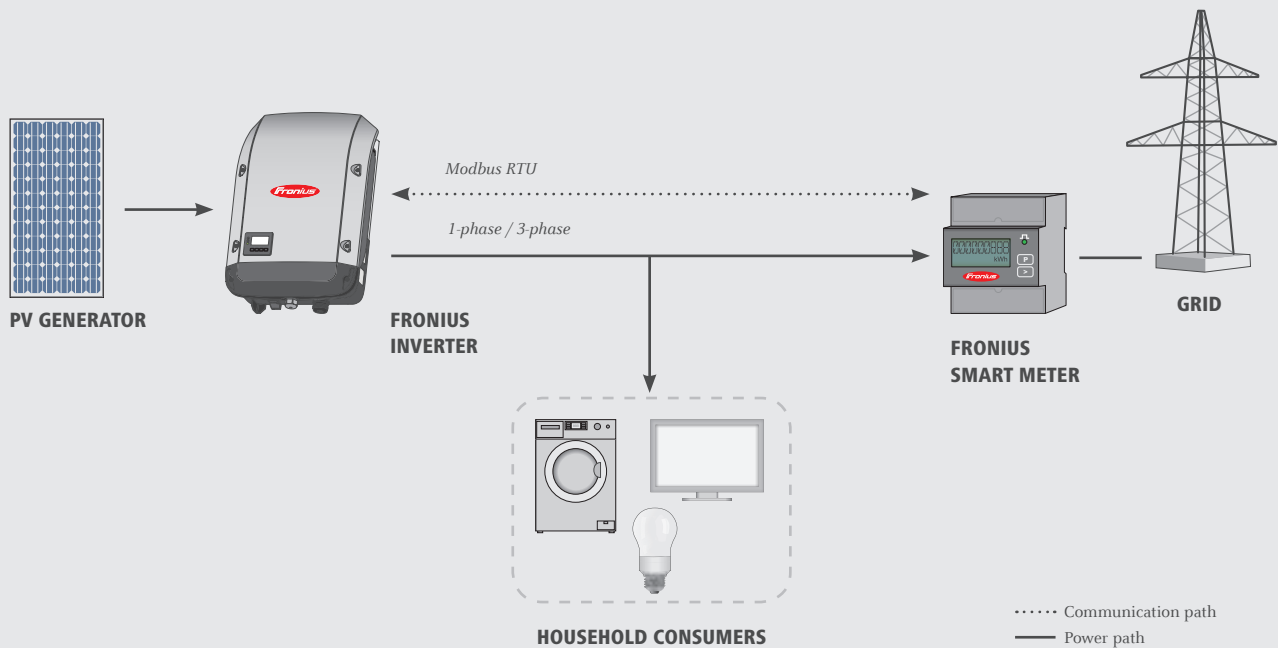 Modbus RTU
1-phase / 3-phase
Fronius
kWh
P
>
Fronius
PV GENERATOR
FRONIUS
INVERTER
FRONIUS
SMART METER
GRID
HOUSEHOLD CONSUMERS
Communication path
Power path